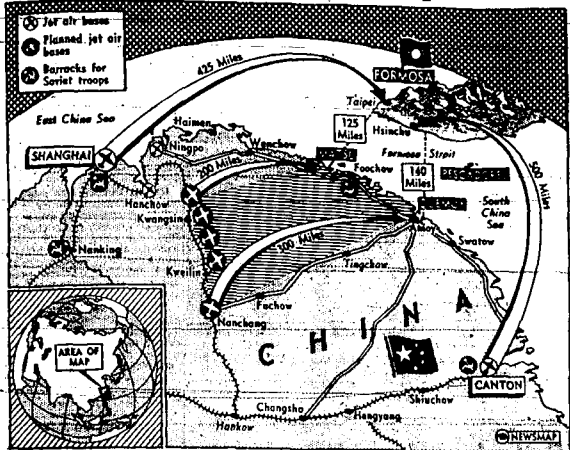 Jet air bases
Planned jet air
bases
Barracks for
Soviet troops
425 Miles
FORMOSA
Taipei
125
Miles
Hsinchu
East China Sea
Haimen
Ningpo
Wenchow
SHANGHAI
200 Miles
Foochow
Formosa Strait
140
Miles
PESCADORES
QUEMOY
South
China
Sea
500 Miles
Hanchow
Kwangsin
Amoy
Swatow
Nanking
300 Miles
Kweilin
Tingchow
Fuchow
Nanchang
CHINA
AREA OF
MAP
CANTON
Changsha
Shiuchow
Hankow
Hengyang
NEWSMAP